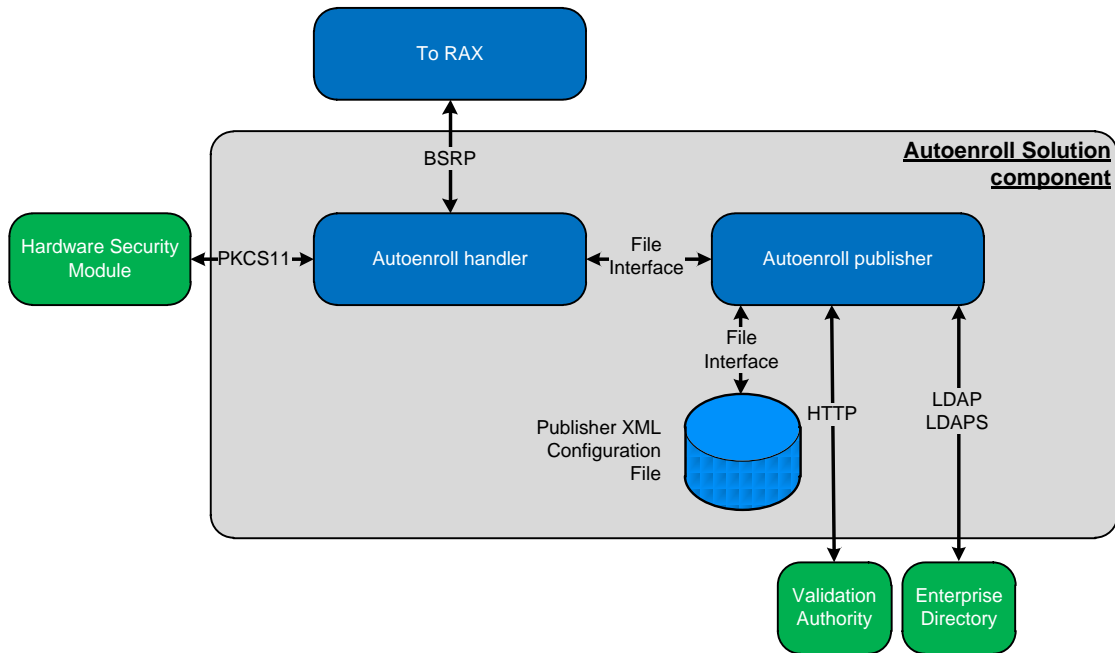 To RAX
BSRP
Autoenroll Solution
component
Hardware Security
Module
PKCS11
Autoenroll handler
File
Interface
Autoenroll publisher
File
Interface
Publisher XML
Configuration
File
HTTP
LDAP
LDAPS
Validation
Authority
Enterprise
Directory